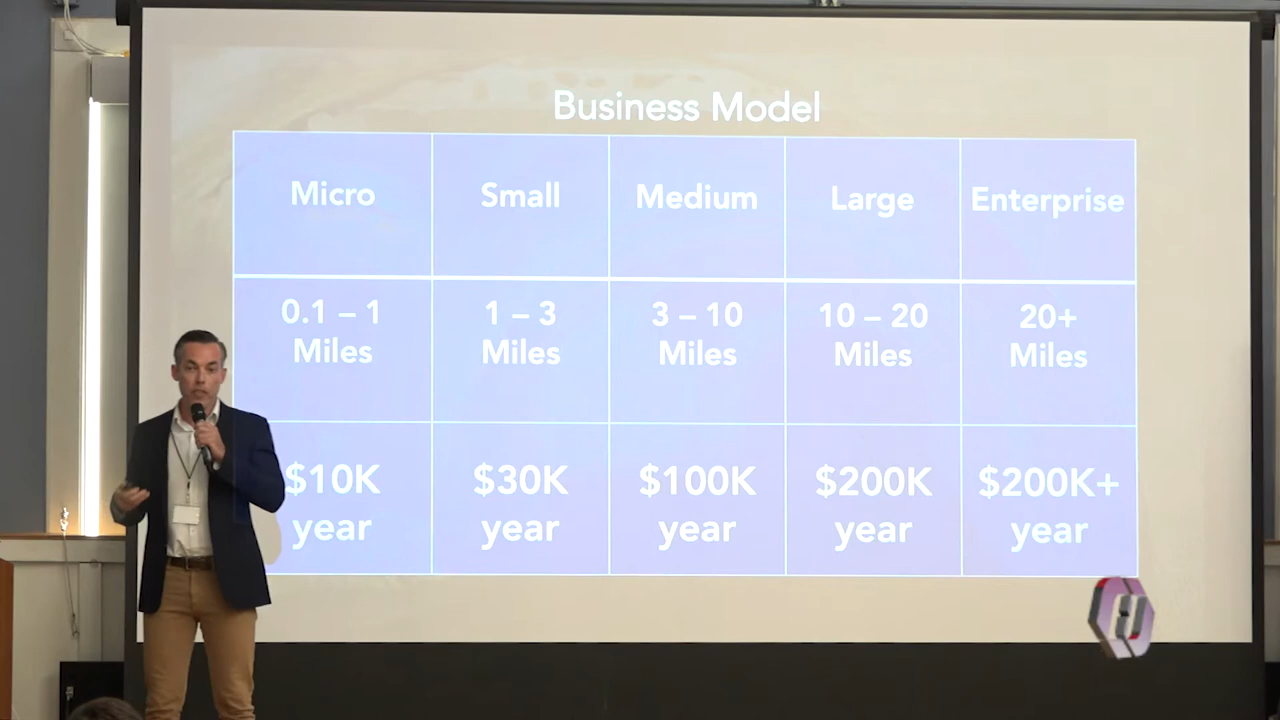 Business Model
Micro
Small
Medium
Large
Enterprise
0.1 – 1
Miles
1 – 3
Miles
3 – 10
Miles
10 – 20
Miles
20+
Miles
$10K
year
$30K
year
$100K
year
$200K
year
$200K+
year